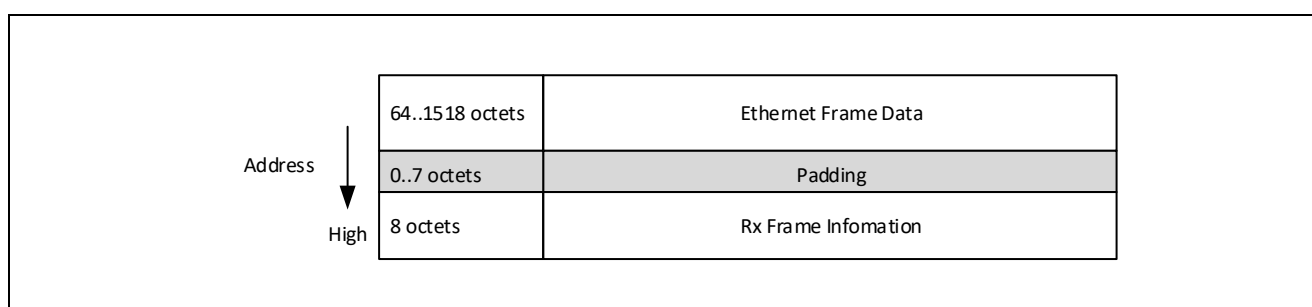 64..1518 octets Ethernet Frame Data
Address
0..7 octets Padding
High
8 octets Rx Frame Infomation